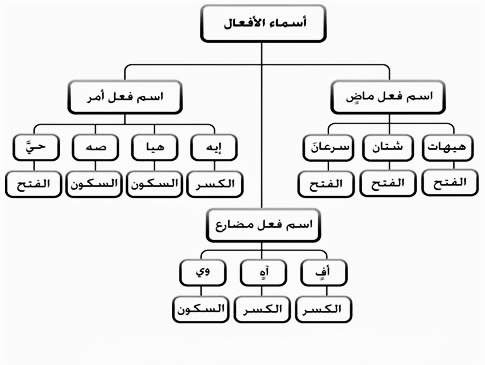 أسماء الأفعال
اسم فعل ماضٍ
اسم فعل أمر
هيهات
شتان
سرعانَ
إيه
هيا
صه
حيَّ
الفتح
الفتح
الفتح
الكسر
السكون
السكون
الفتح
اسم فعل مضارع
أفٍ
آهٍ
وي
الكسر
الكسر
السكون